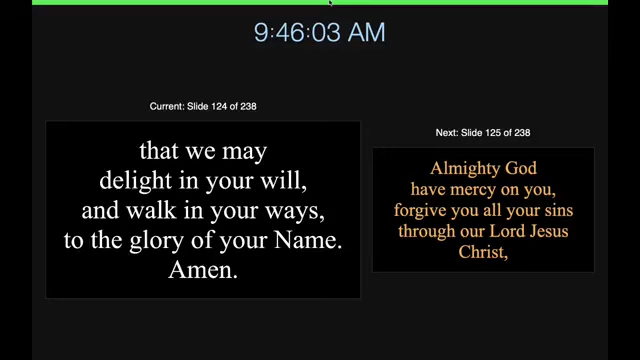 9:46:03 AM
Current: Slide 124 of 238
that we may
delight in your will,
and walk in your ways,
to the glory of your Name.
Amen.
Next: Slide 125 of 238
Almighty God
have mercy on you,
forgive you all your sins
through our Lord Jesus
Christ,